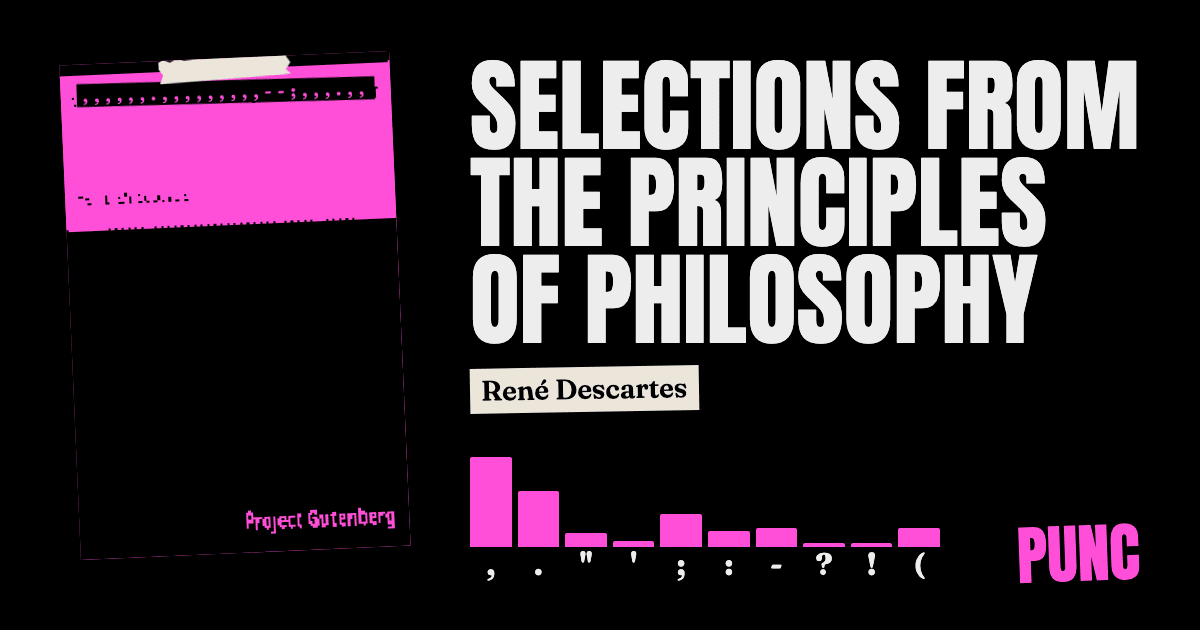 ,,,,,,.,,,,,,,,,--;,,,.,,
SELECTIONS FROM
THE PRINCIPLES
OF PHILOSOPHY
René Descartes
Project Gutenberg
, . " ' ; : - ? ! (
PUNC